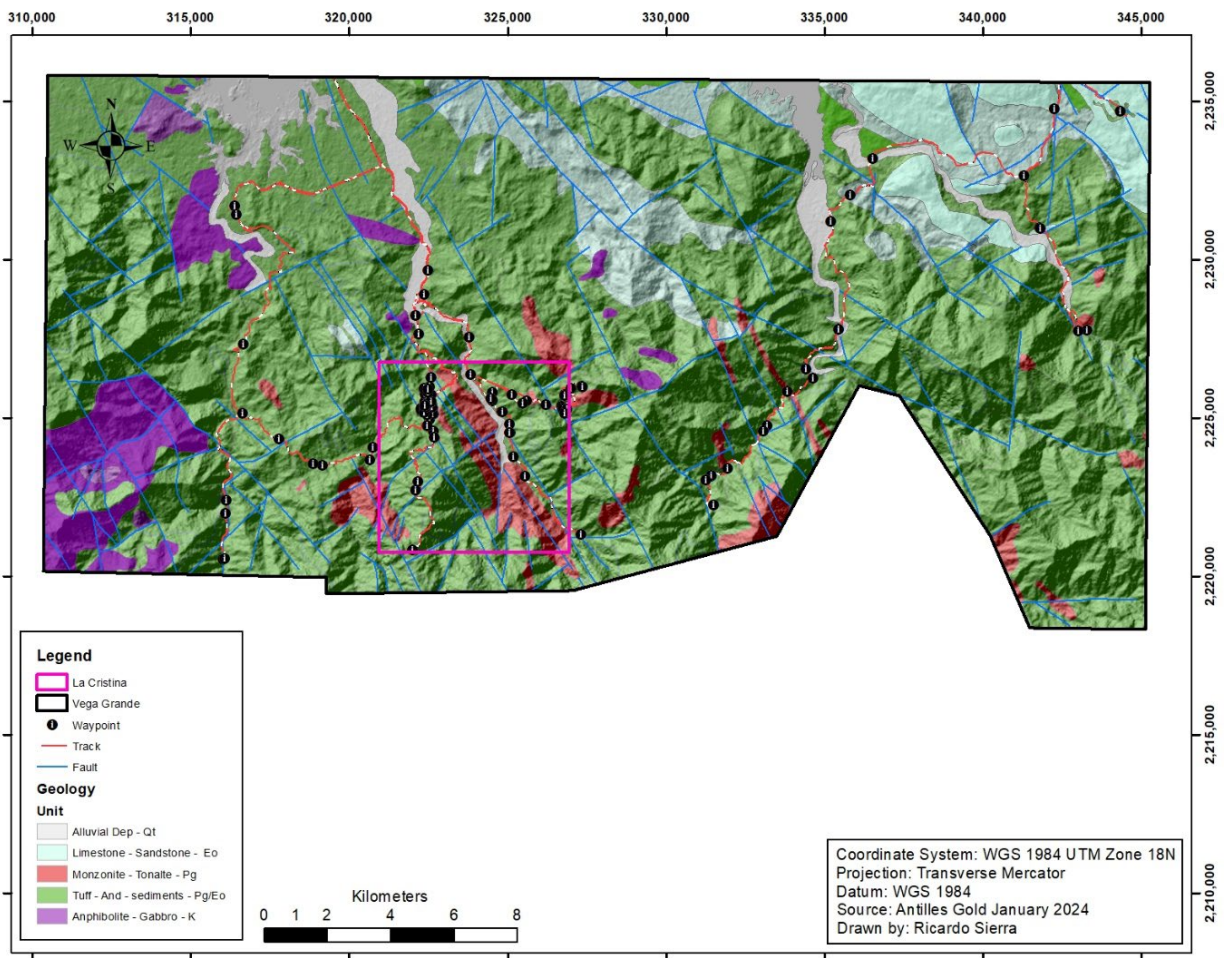 310,000 315,000 320,000 325,000 330,000 335,000 340,000 345,000
2,235,000
2,230,000
2,225,000
2,220,000
2,215,000
2,210,000
N
W E
S
Legend
La Cristina
Vega Grande
Waypoint
Track
Fault
Geology
Unit
Alluvial Dep - Qt
Limestone - Sandstone - Eo
Monzonite - Tonalte - Pg
Tuff - And - sediments - Pg/Eo
Anphibolite - Gabbro - K
Kilometers
0 1 2 4 6 8
Coordinate System: WGS 1984 UTM Zone 18N
Projection: Transverse Mercator
Datum: WGS 1984
Source: Antilles Gold January 2024
Drawn by: Ricardo Sierra